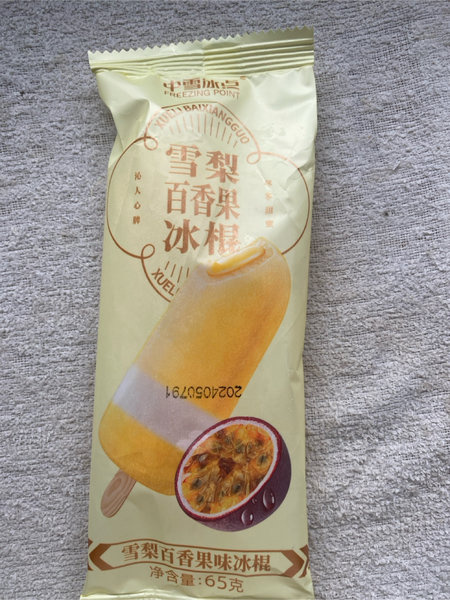 中雪冰点
FREEZING POINT
XUELI BAIXIANGGUO
雪梨
百香果
冰棍
沁人心脾
XUELI
2024050791
雪梨百香果味冰棍
净含量:65克